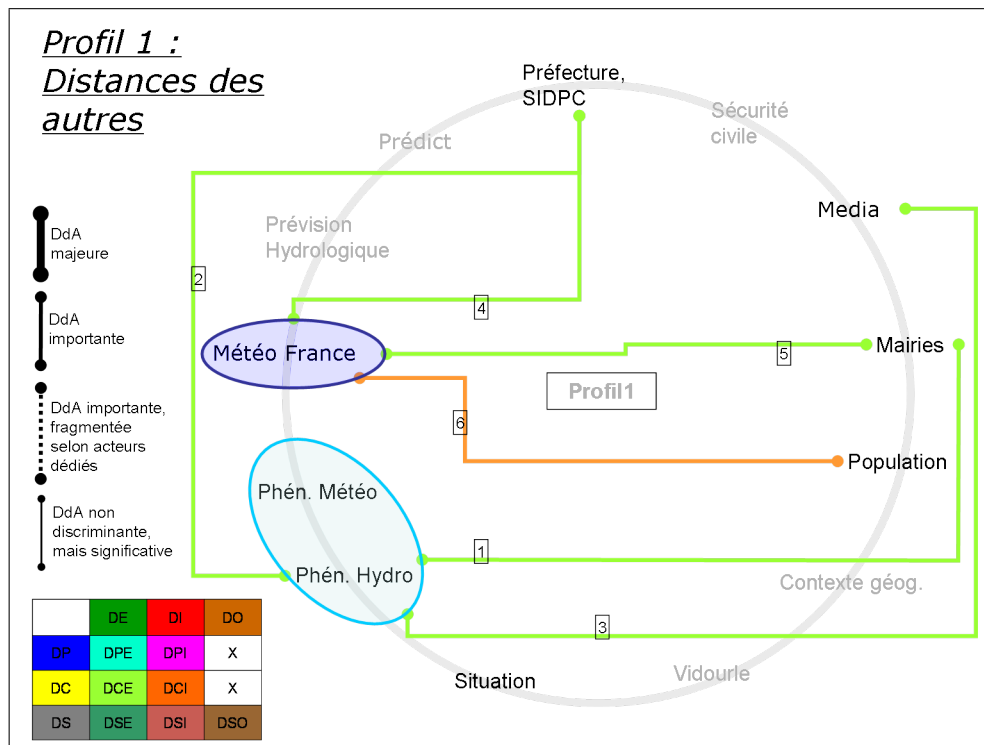 Profil 1 :
Distances des
autres
Préfecture,
SIDPC
Sécurité
civile
Prédict
Media
Prévision
Hydrologique
DdA
majeure
2
4
DdA
importante
Météo France
5
Mairies
Profil1
6
DdA importante,
fragmentée
selon acteurs
dédiés
Population
Phén. Météo
DdA non
discriminante,
mais significative
1
Phén. Hydro
Contexte géog.
3
Situation
Vidourle
DE DI DO
DP DPE DPI X
DC DCE DCI X
DS DSE DSI DSO